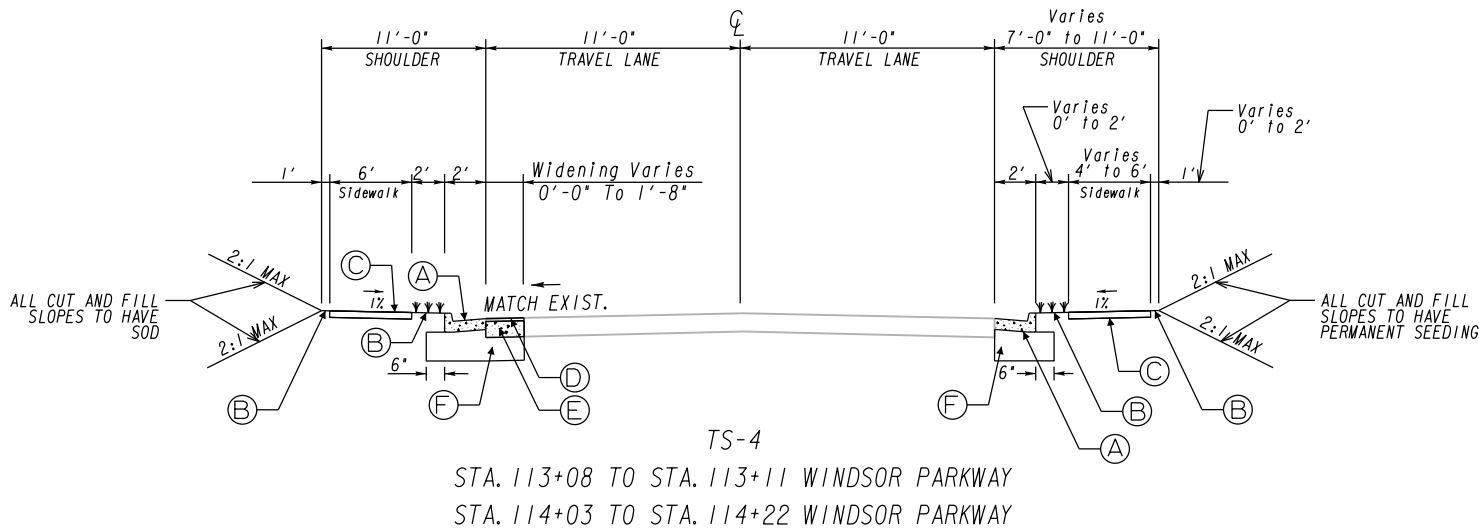 ℄
Varies
11'-0"
11'-0"
11'-0"
7'-0" to 11'-0"
SHOULDER
TRAVEL LANE
TRAVEL LANE
SHOULDER
Varies
0' to 2'
Varies
0' to 2'
1'
6'
2'
2'
Widening Varies
0'-0" To 1'-8"
Sidewalk
2'
Varies
4' to 6'
1'
Sidewalk
2:1 MAX
C
A
1%
MATCH EXIST.
1%
2:1 MAX
ALL CUT AND FILL
SLOPES TO HAVE
SOD
ALL CUT AND FILL
SLOPES TO HAVE
PERMANENT SEEDING
2:1 MAX
B
2:1 MAX
6"
D
6"
C
B
F
E
F
B
B
A
TS-4
STA. 113+08 TO STA. 113+11 WINDSOR PARKWAY
STA. 114+03 TO STA. 114+22 WINDSOR PARKWAY